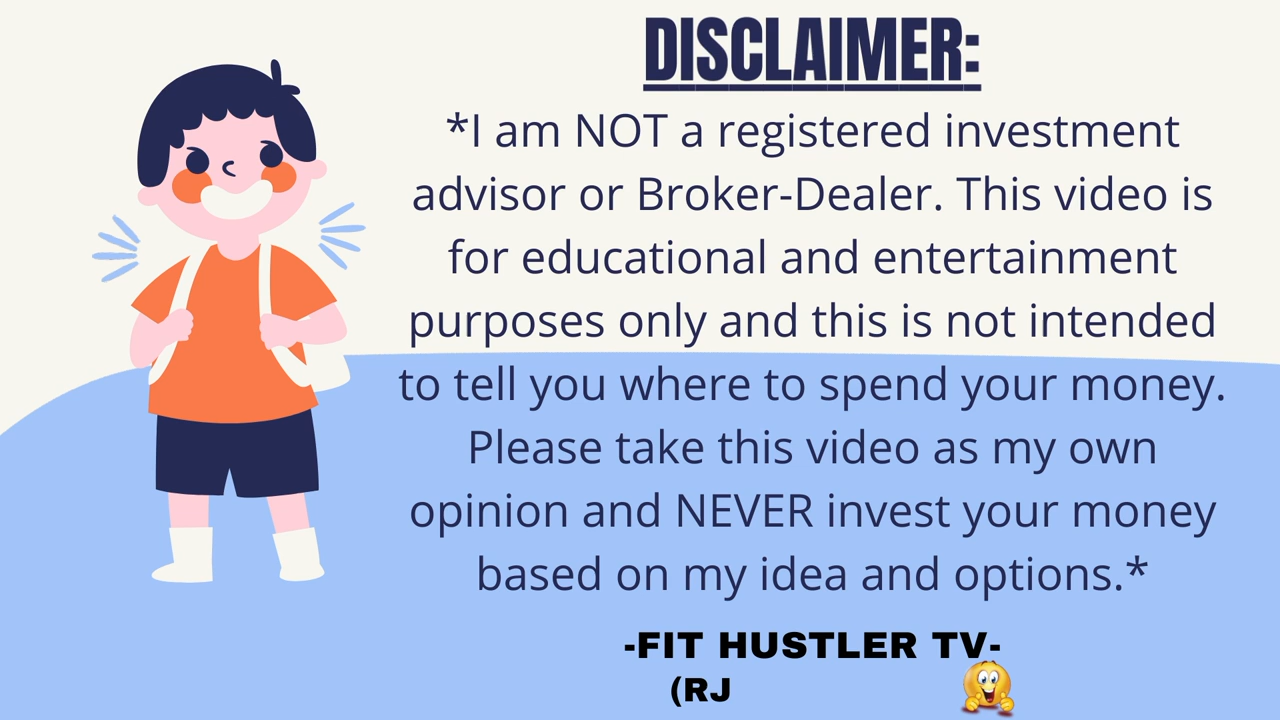 DISCLAIMER:
*I am NOT a registered investment
advisor or Broker-Dealer. This video is
for educational and entertainment
purposes only and this is not intended
to tell you where to spend your money.
Please take this video as my own
opinion and NEVER invest your money
based on my idea and options.*
-FIT HUSTLER TV-
(RJ